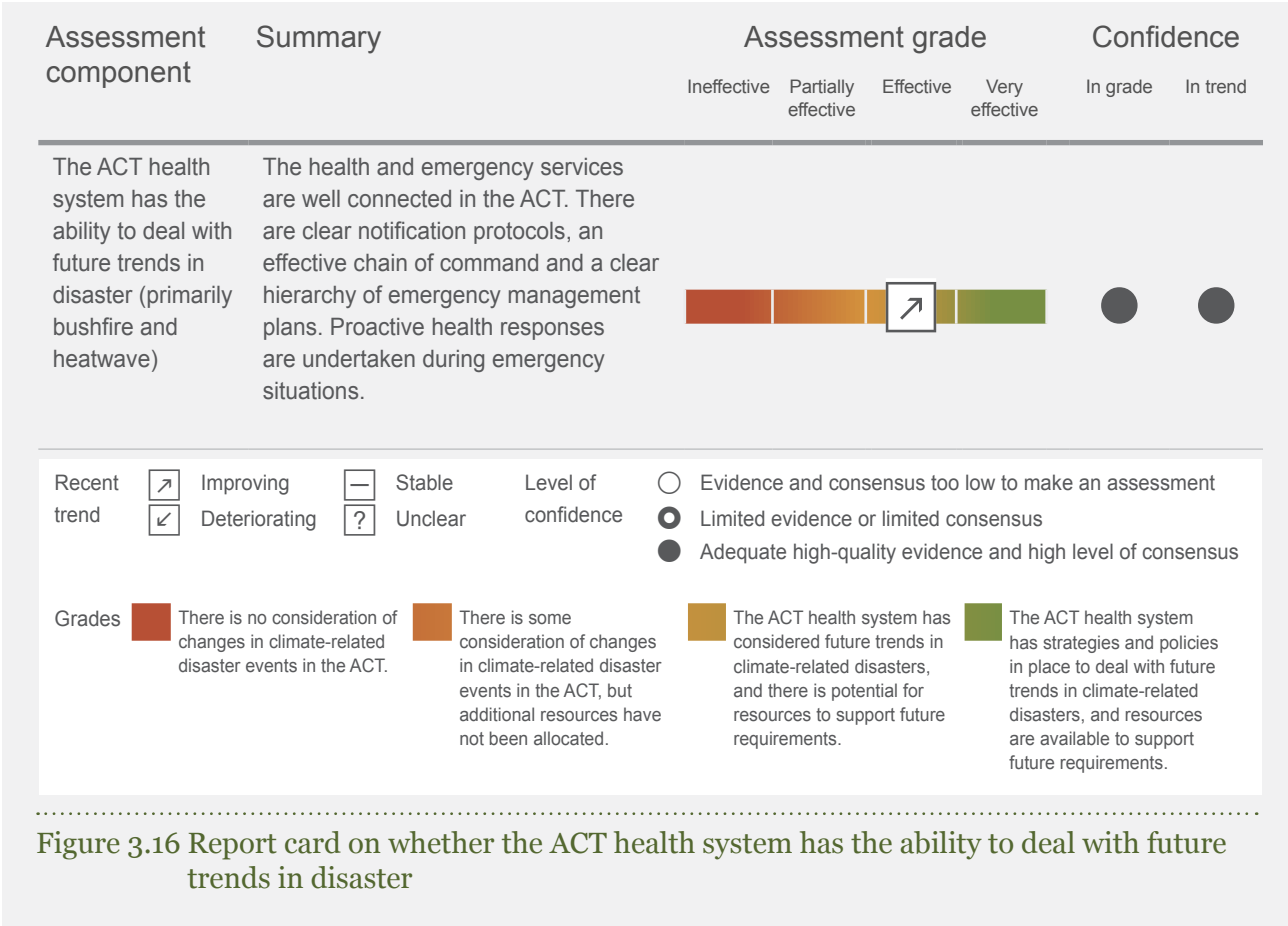 Assessment component
Summary
Assessment grade
Confidence
Ineffective
Partially effective
Effective
Very effective
In grade
In trend
The ACT health
system has the
ability to deal with
future trends in
disaster (primarily
bushfire and
heatwave)
The health and emergency services
are well connected in the ACT. There
are clear notification protocols, an
effective chain of command and a clear
hierarchy of emergency management
plans. Proactive health responses
are undertaken during emergency
situations.
Recent
trend
Improving
Deteriorating
Stable
? Unclear
Level of
confidence
Evidence and consensus too low to make an assessment
Limited evidence or limited consensus
Adequate high-quality evidence and high level of consensus
Grades
There is no consideration of
changes in climate-related
disaster events in the ACT.
There is some
consideration of changes
in climate-related disaster
events in the ACT, but
additional resources have
not been allocated.
The ACT health system has
considered future trends in
climate-related disasters,
and there is potential for
resources to support future
requirements.
The ACT health system
has strategies and policies
in place to deal with future
trends in climate-related
disasters, and resources
are available to support
future requirements.
Figure 3.16 Report card on whether the ACT health system has the ability to deal with future
trends in disaster